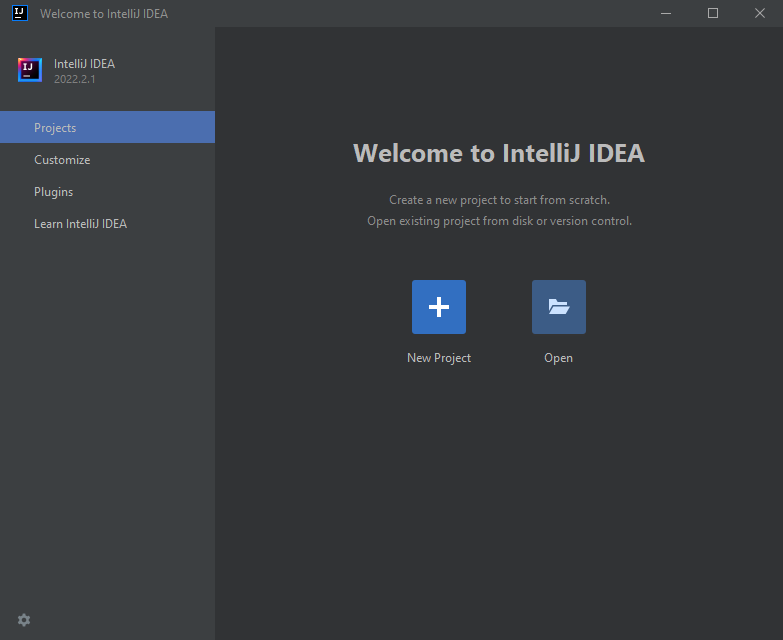 Welcome to IntelliJ IDEA
IJ
IntelliJ IDEA
2022.2.1
Projects
Customize
Plugins
Learn IntelliJ IDEA
Welcome to IntelliJ IDEA
Create a new project to start from scratch.
Open existing project from disk or version control.
New Project
Open